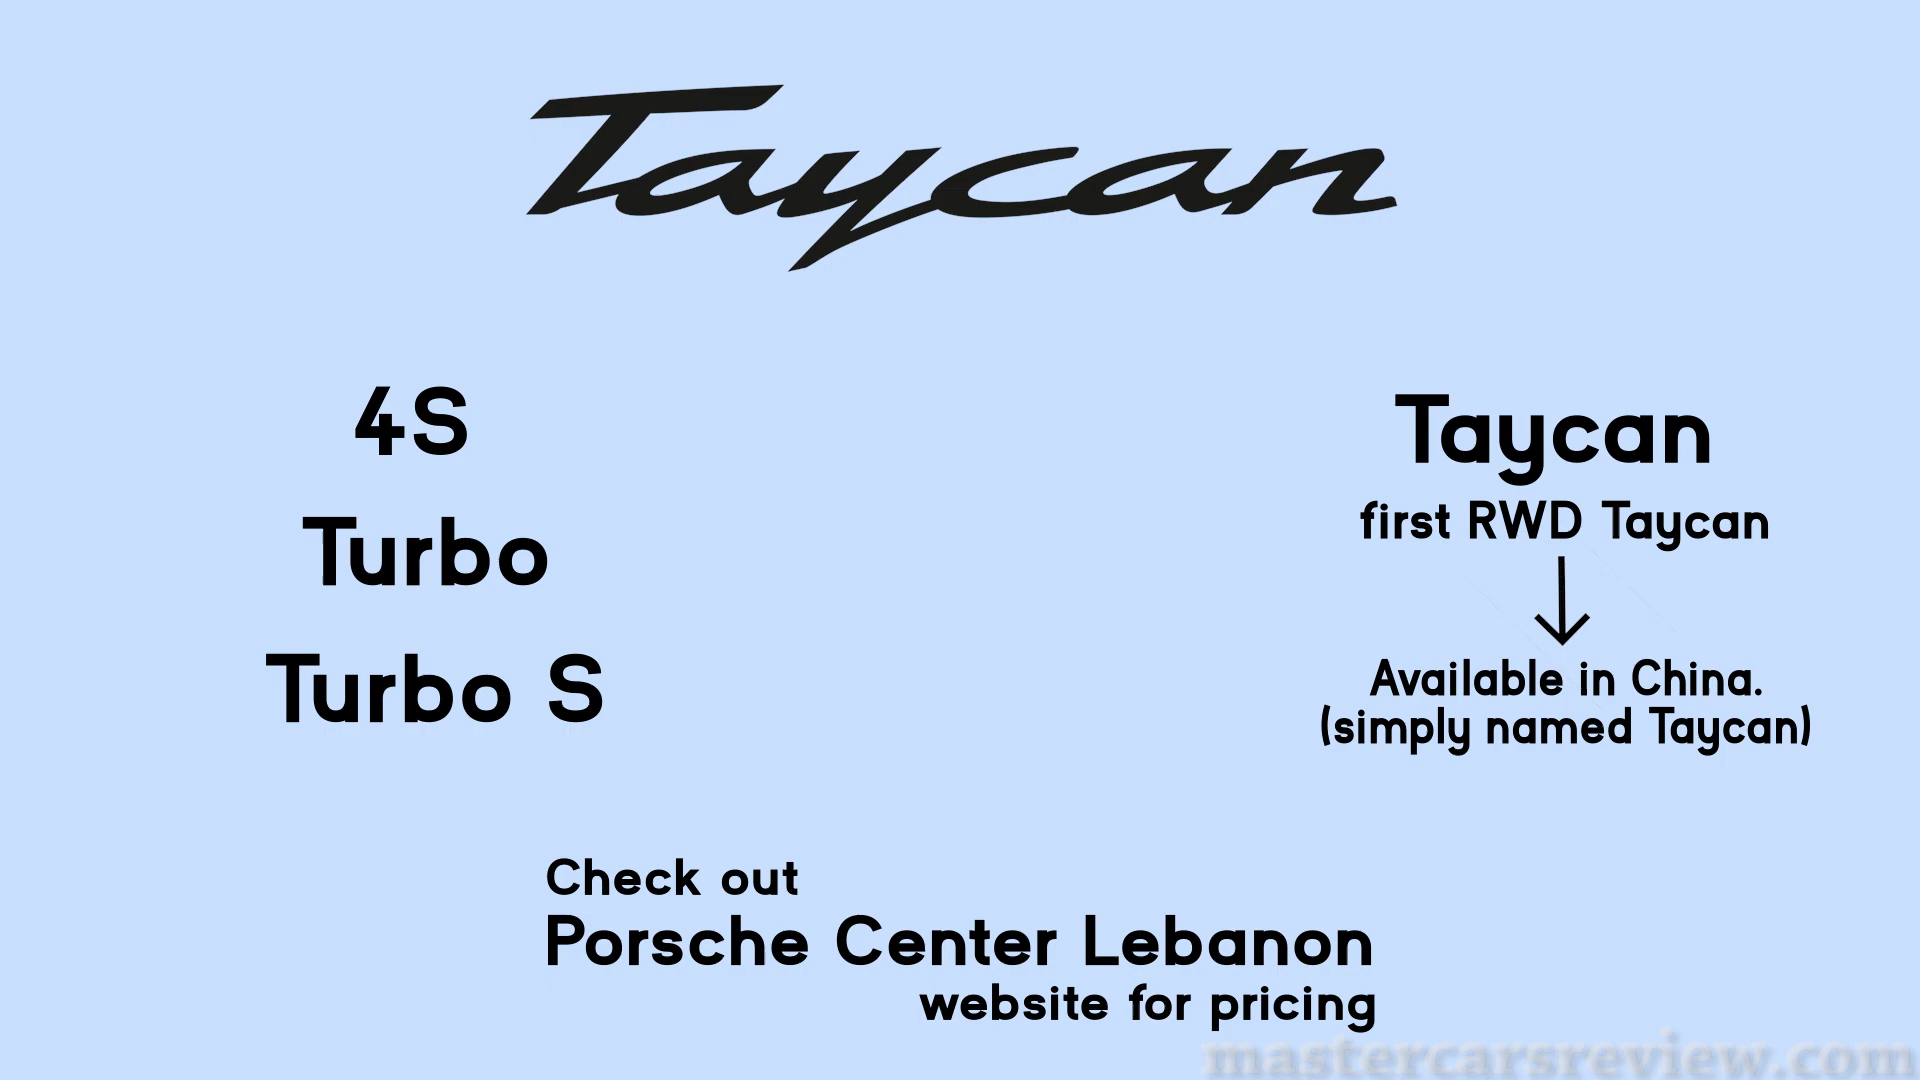 Taycan
4S
Turbo
Turbo S
Taycan
first RWD Taycan
Available in China.
(simply named Taycan)
Check out
Porsche Center Lebanon
website for pricing
mastercarsreview.com